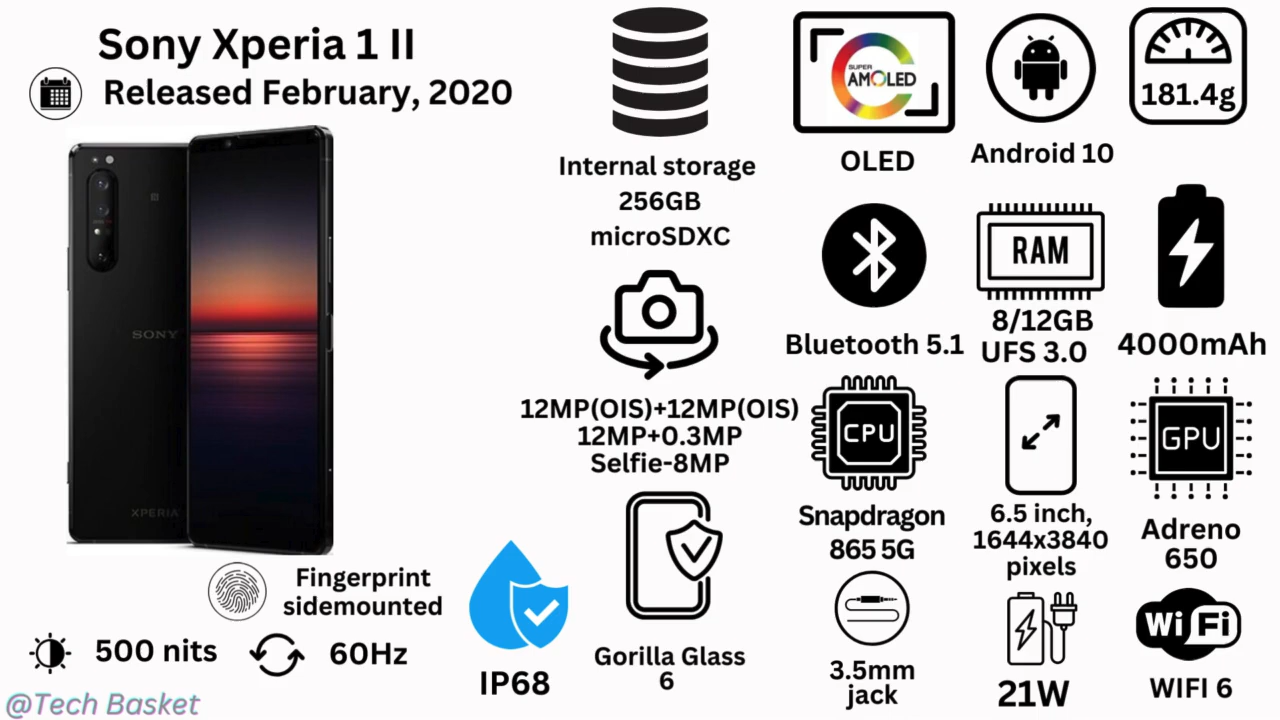 Sony Xperia 1 II
Released February, 2020
SONY
XPERIA
Fingerprint
sidemounted
500 nits
60Hz
@Tech Basket
IP68
Internal storage
256GB
microSDXC
12MP(OIS)+12MP(OIS)
12MP+0.3MP
Selfie-8MP
Gorilla Glass
6
SUPER
AMOLED
OLED
Android 10
181.4g
Bluetooth 5.1
RAM
8/12GB
UFS 3.0
4000mAh
CPU
Snapdragon
865 5G
6.5 inch,
1644x3840
pixels
GPU
Adreno
650
3.5mm
jack
21W
Wi Fi
WIFI 6